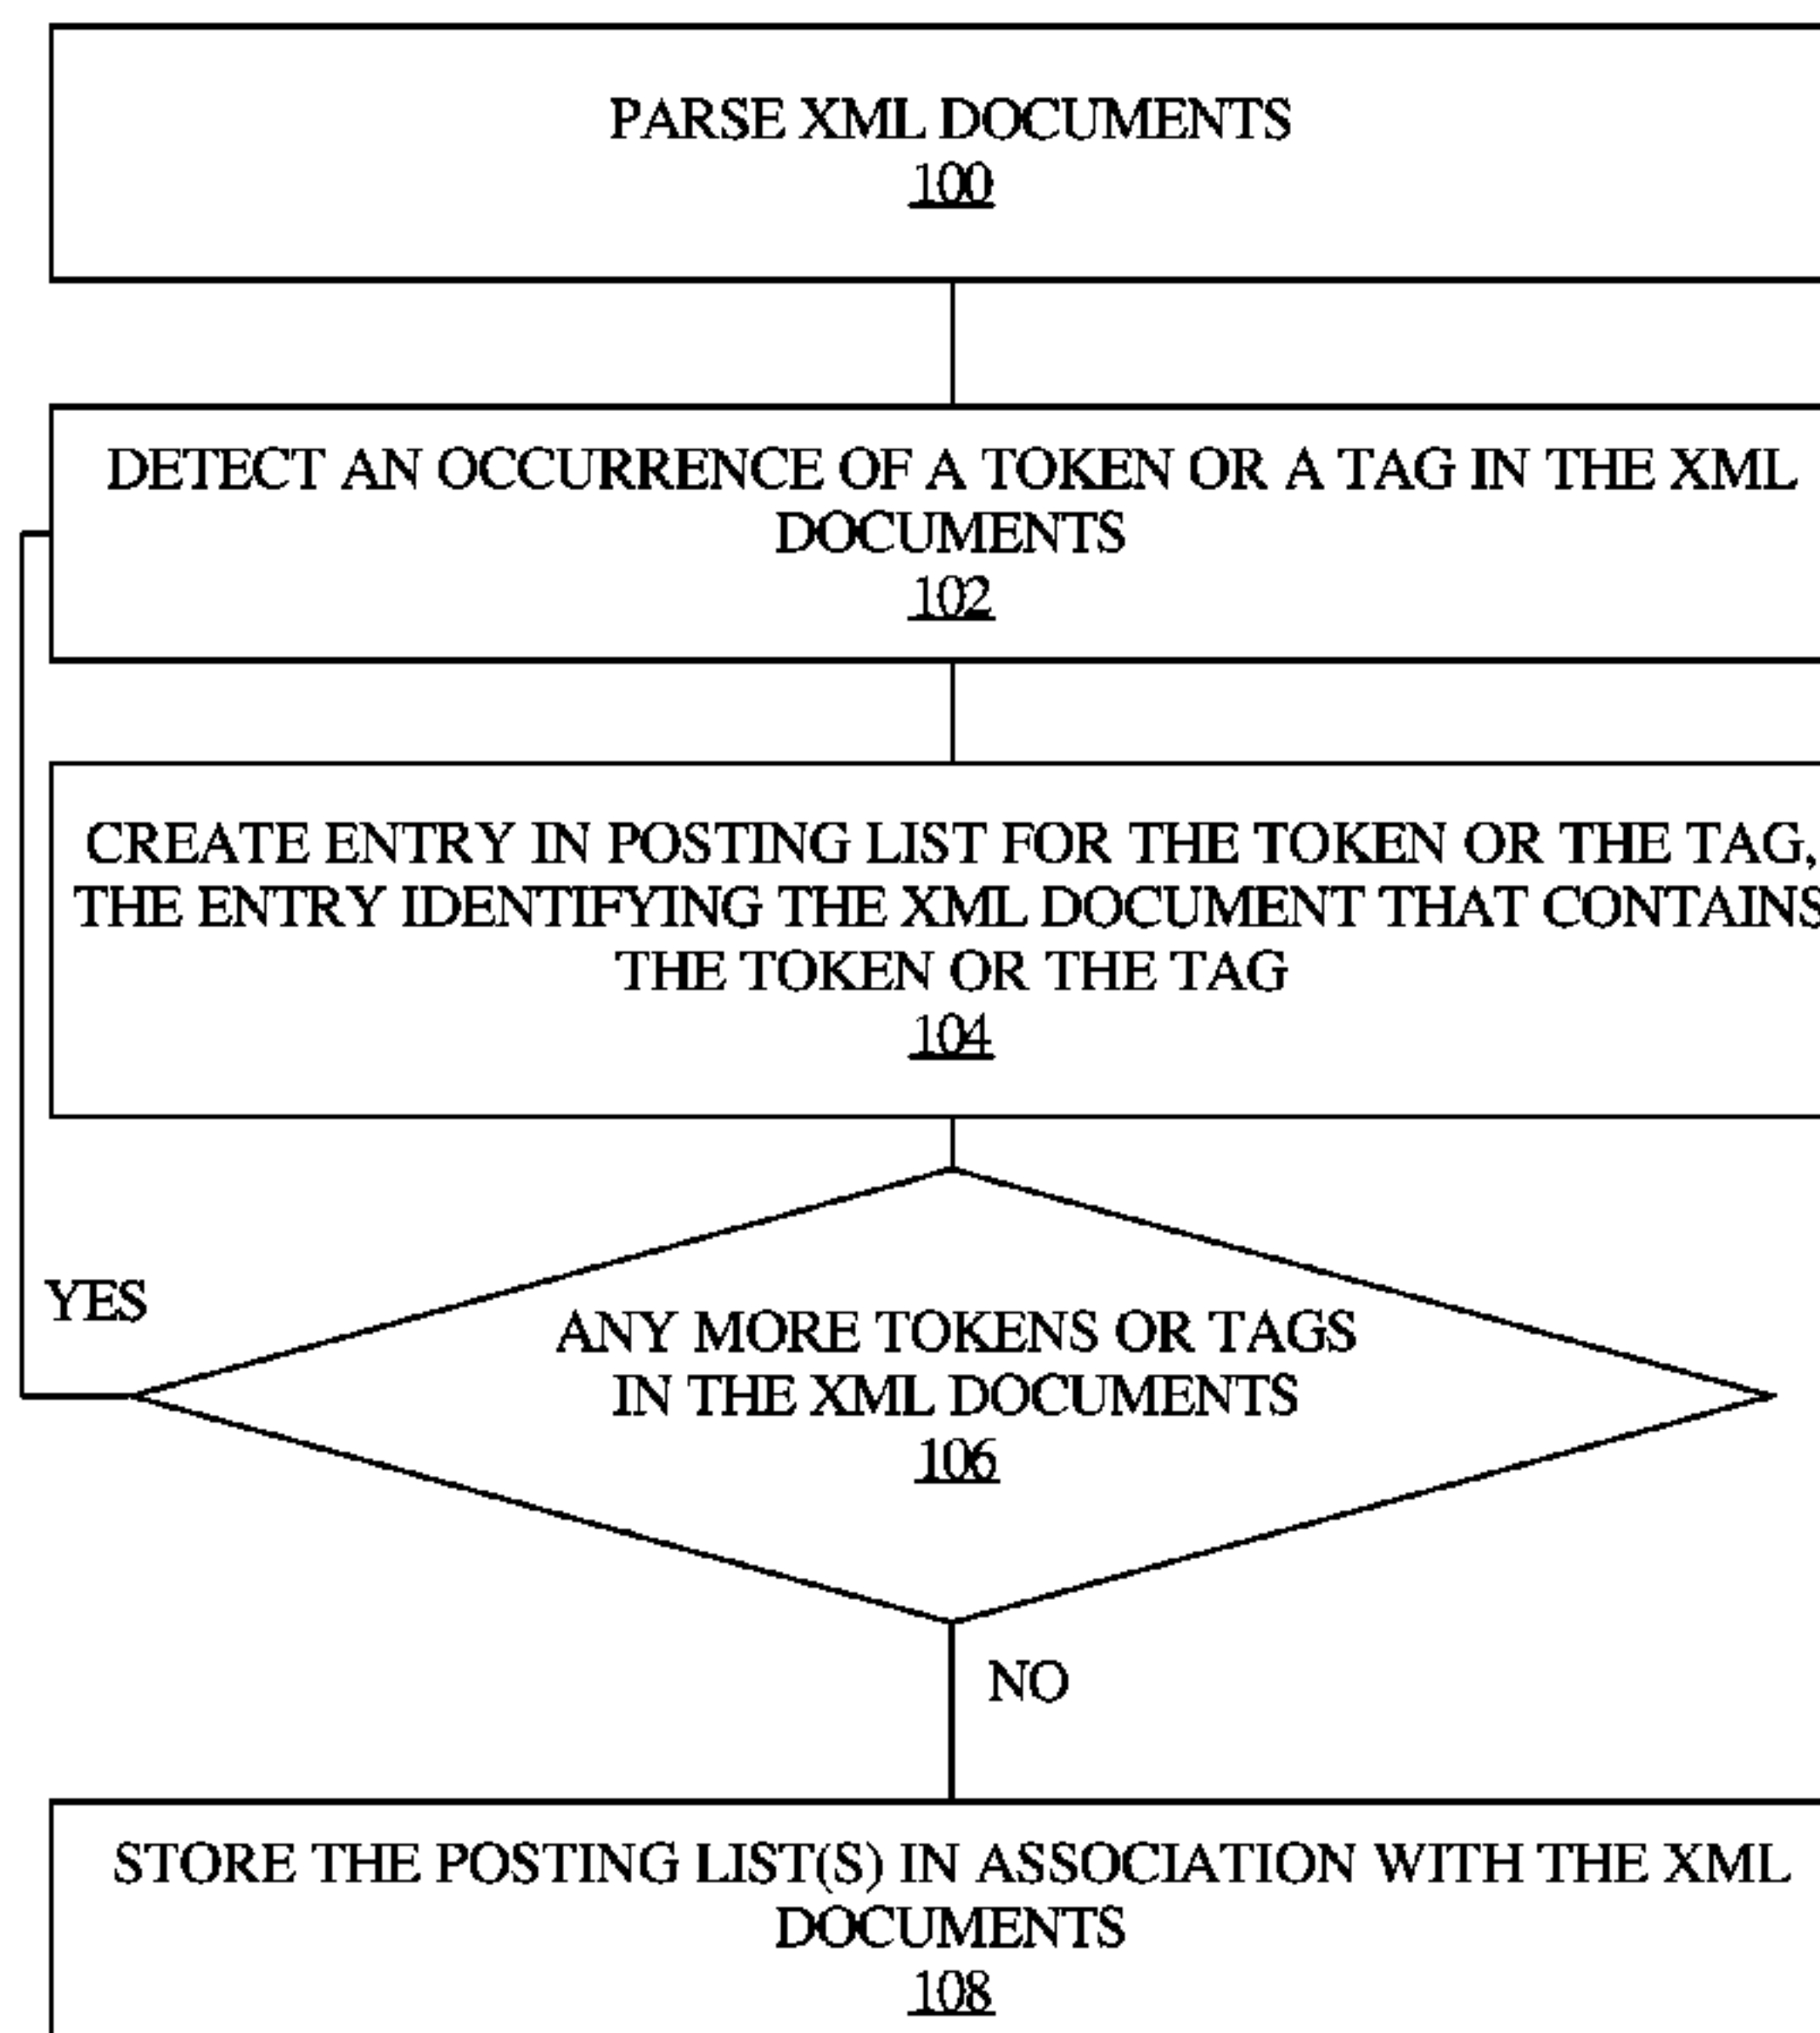 PARSE XML DOCUMENTS
100
DETECT AN OCCURRENCE OF A TOKEN OR A TAG IN THE XML
DOCUMENTS
102
CREATE ENTRY IN POSTING LIST FOR THE TOKEN OR THE TAG,
THE ENTRY IDENTIFYING THE XML DOCUMENT THAT CONTAINS
THE TOKEN OR THE TAG
104
YES
ANY MORE TOKENS OR TAGS
IN THE XML DOCUMENTS
106
NO
STORE THE POSTING LIST(S) IN ASSOCIATION WITH THE XML
DOCUMENTS
108